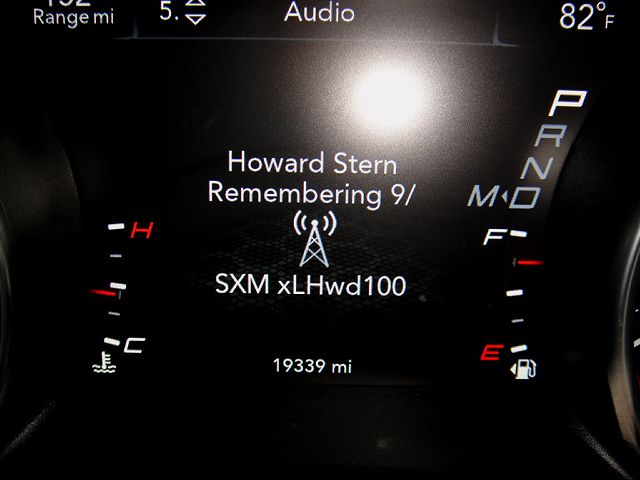 Range mi
5.
Audio
82°F
P
R
N
M D
Howard Stern
Remembering 9/
SXM xLHwd100
H
C
F
E
19339 mi